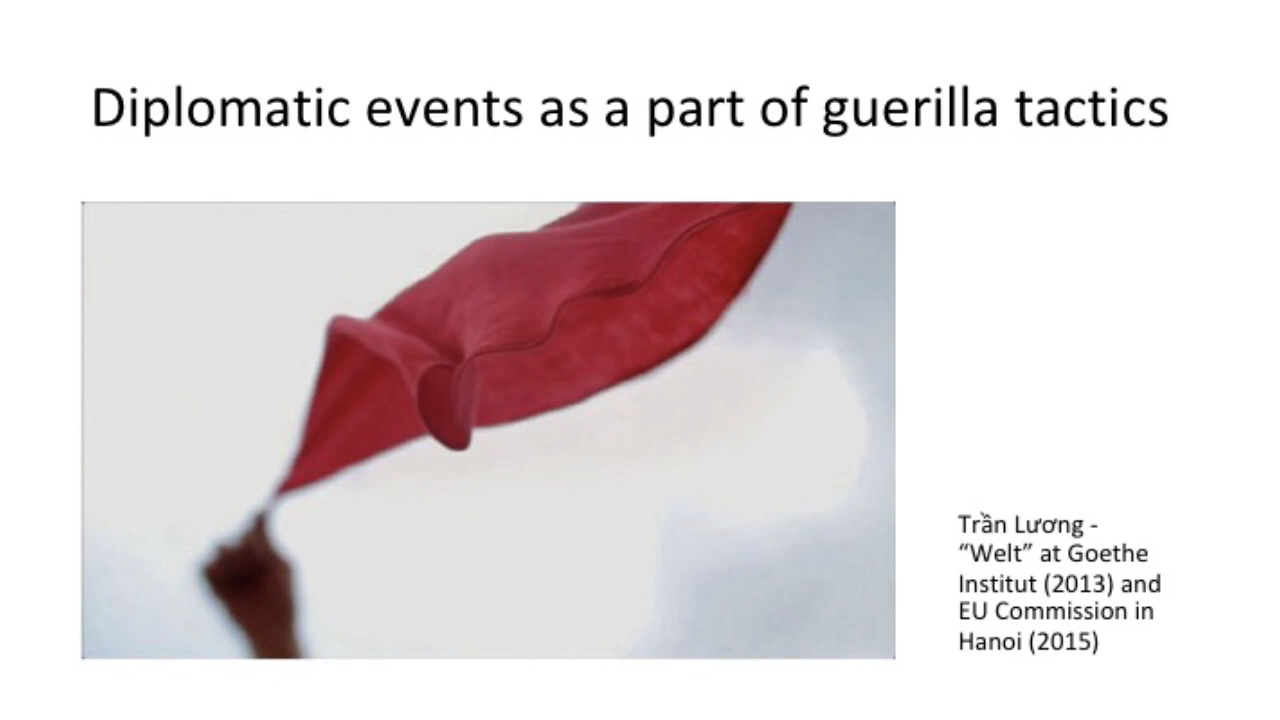 Diplomatic events as a part of guerilla tactics
Trần Lương -
“Welt” at Goethe
Institut (2013) and
EU Commission in
Hanoi (2015)